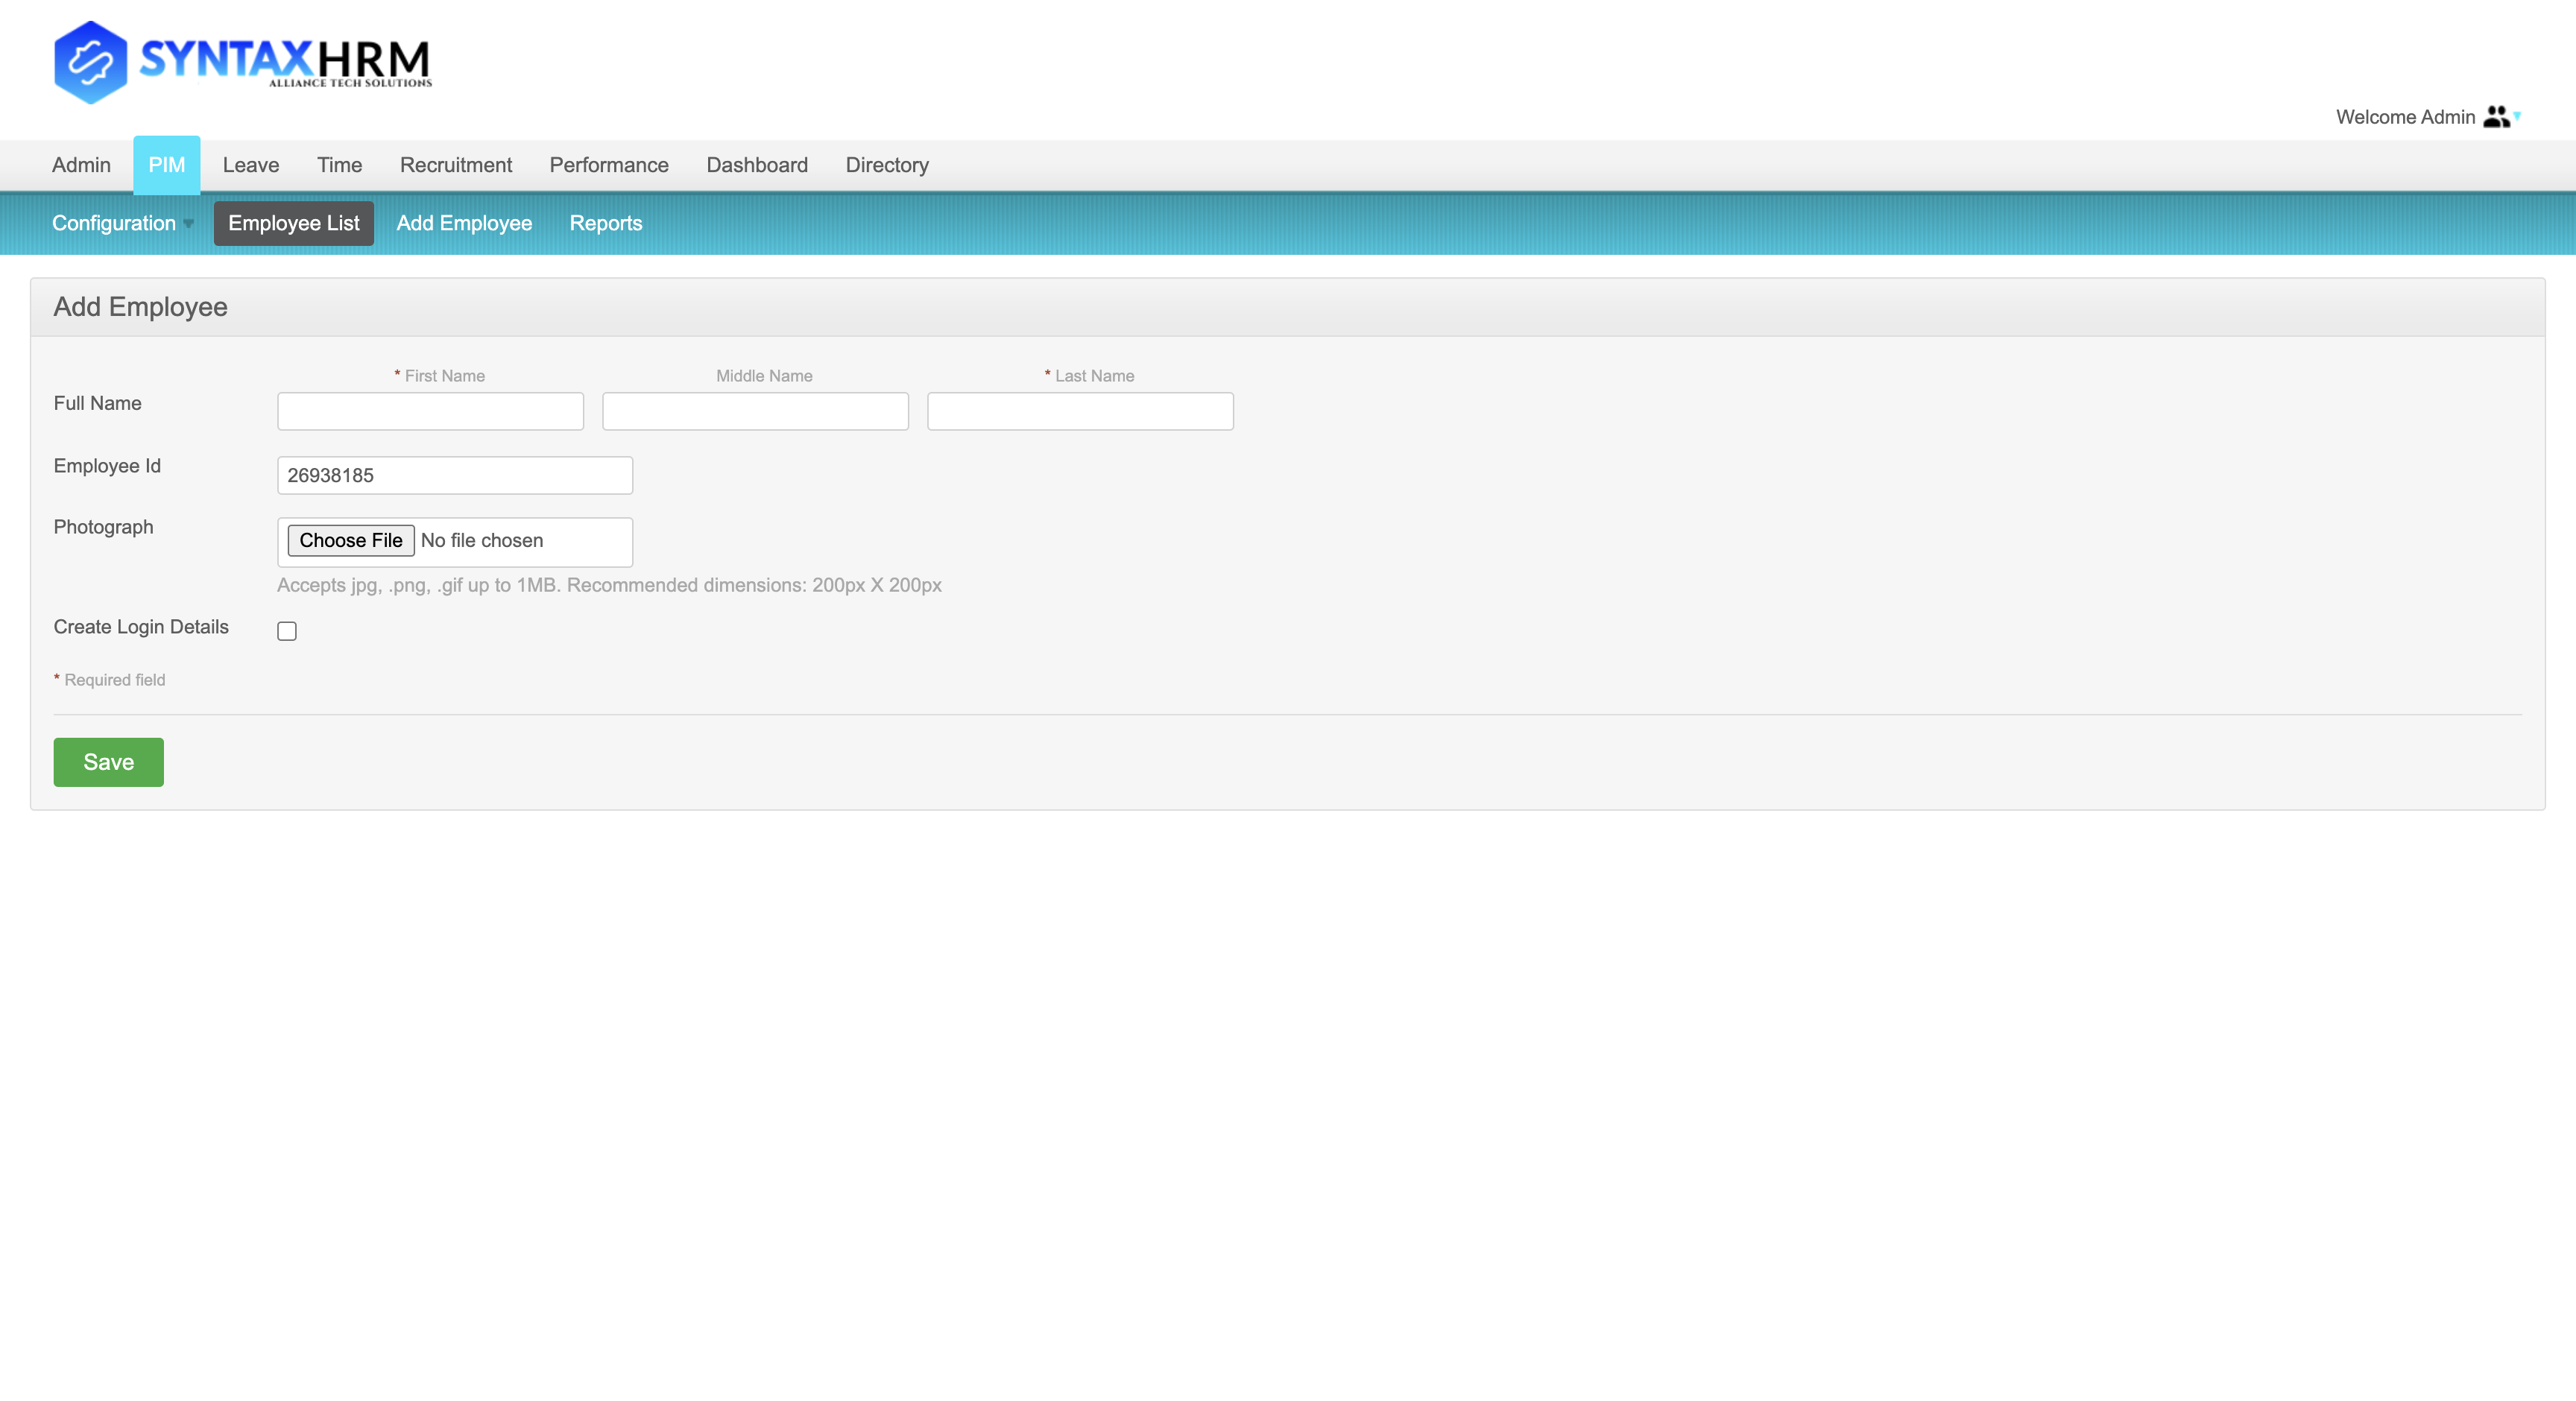 SYNTAXHRM
ALLIANCE TECH SOLUTIONS
Welcome Admin
Admin PIM Leave Time Recruitment Performance Dashboard Directory
Configuration Employee List Add Employee Reports
Add Employee
* First Name Middle Name * Last Name
Full Name
Employee Id 26938185
Photograph Choose File No file chosen
Accepts jpg, .png, .gif up to 1MB. Recommended dimensions: 200px X 200px
Create Login Details
* Required field
Save